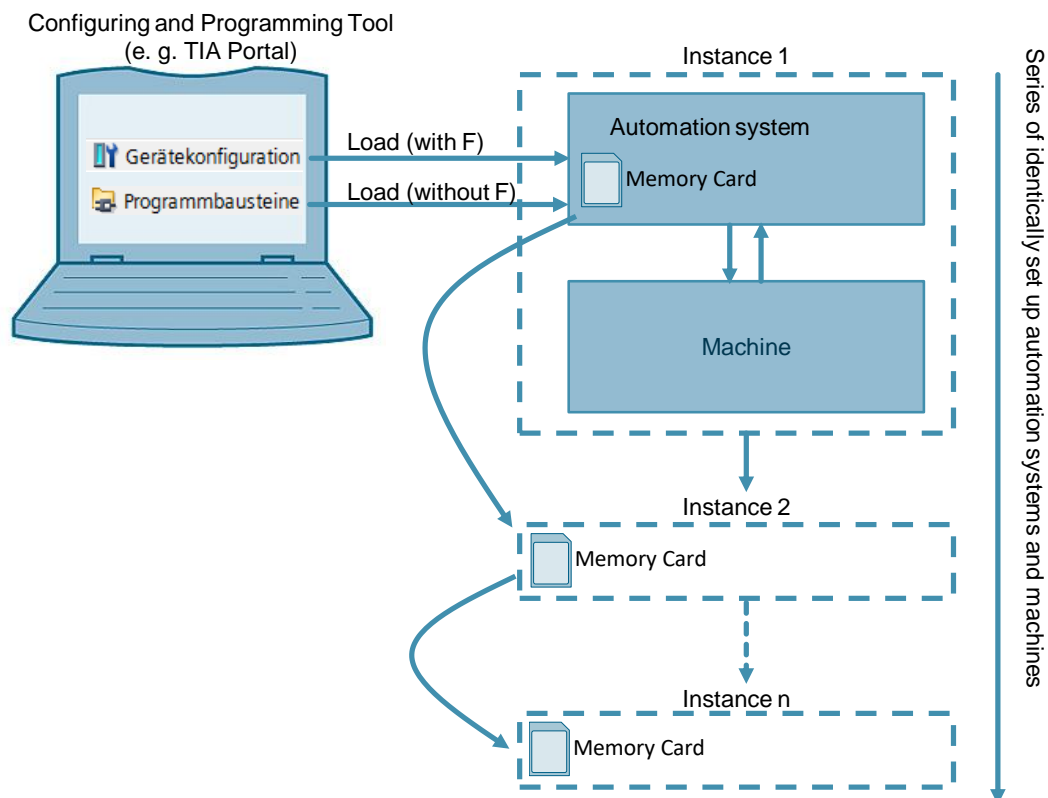 Configuring and Programming Tool
(e. g. TIA Portal)
Gerätekonfiguration
Programmbausteine
Load (with F)
Load (without F)
Instance 1
Automation system
Memory Card
Machine
Instance 2
Memory Card
Instance n
Memory Card
Series of identically set up automation systems and machines